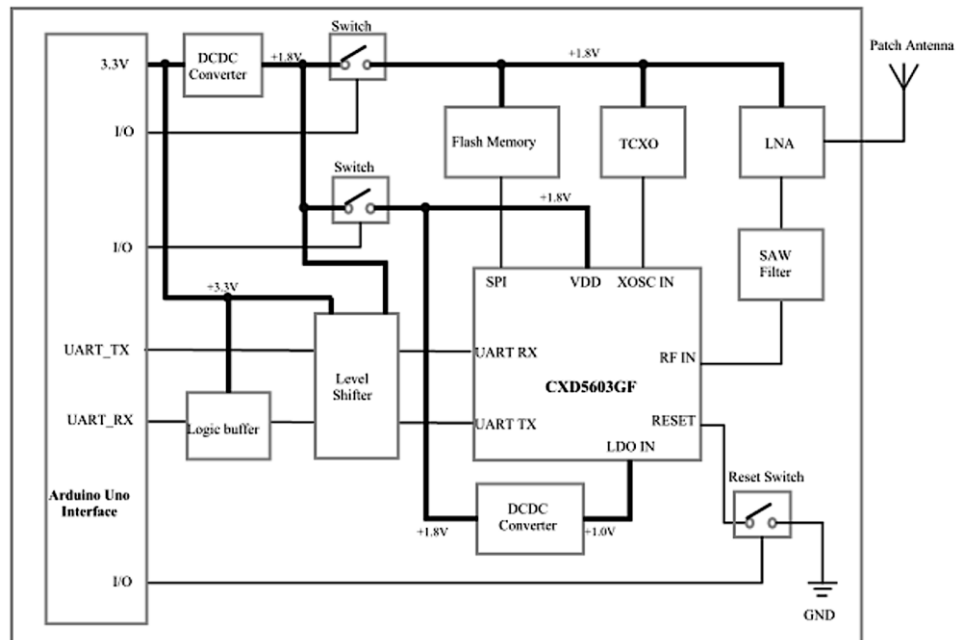 Switch
Patch Antenna
3.3V
DCDC
Converter
+1.8V
+1.8V
I/O
Flash Memory
TCXO
LNA
Switch
+1.8V
I/O
SAW
Filter
SPI
VDD
XOSC IN
+3.3V
UART_TX
UART RX
RF IN
Level
Shifter
CXD5603GF
UART_RX
Logic buffer
UART TX
RESET
LDO IN
Reset Switch
Arduino Uno
Interface
DCDC
Converter
+1.8V
+1.0V
I/O
GND